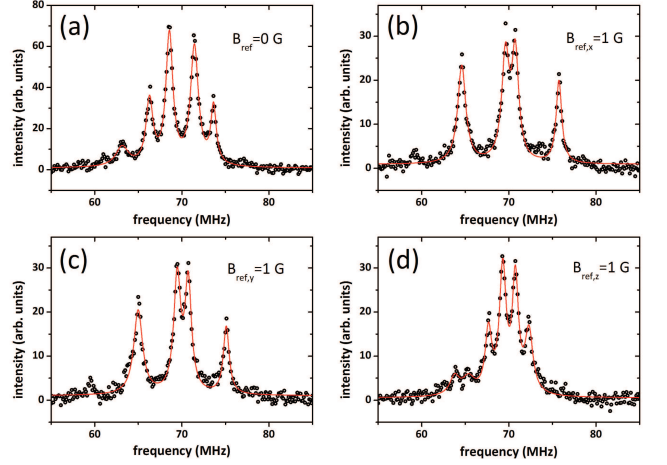 (a)
B_ref=0 G
intensity (arb. units)
80
60
40
20
0
60 70 80
frequency (MHz)
(b)
B_ref,x=1 G
intensity (arb. units)
30
20
10
0
60 70 80
frequency (MHz)
(c)
B_ref,y=1 G
intensity (arb. units)
30
20
10
0
60 70 80
frequency (MHz)
(d)
B_ref,z=1 G
intensity (arb. units)
30
20
10
0
60 70 80
frequency (MHz)